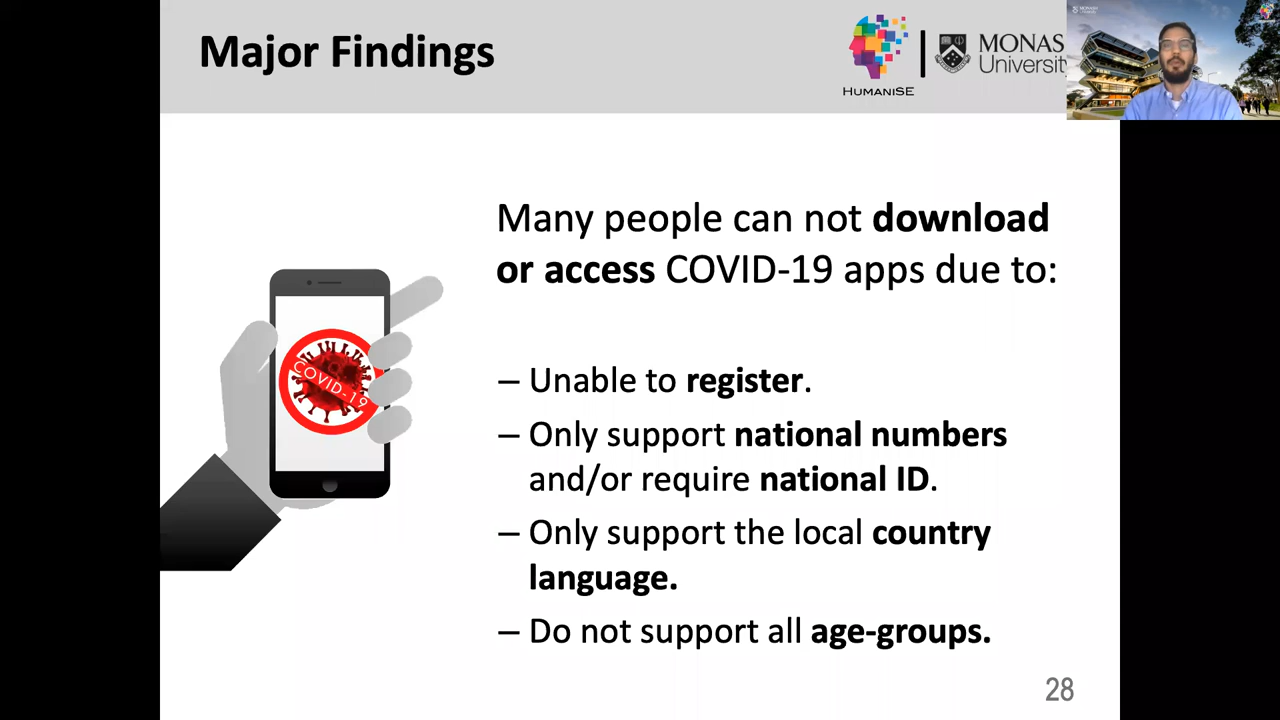 Major Findings
HUMANISE
MONAS
University
MONASH
Many people can not download
or access COVID-19 apps due to:
COVID-19
– Unable to register.
– Only support national numbers
and/or require national ID.
– Only support the local country
language.
– Do not support all age-groups.
28